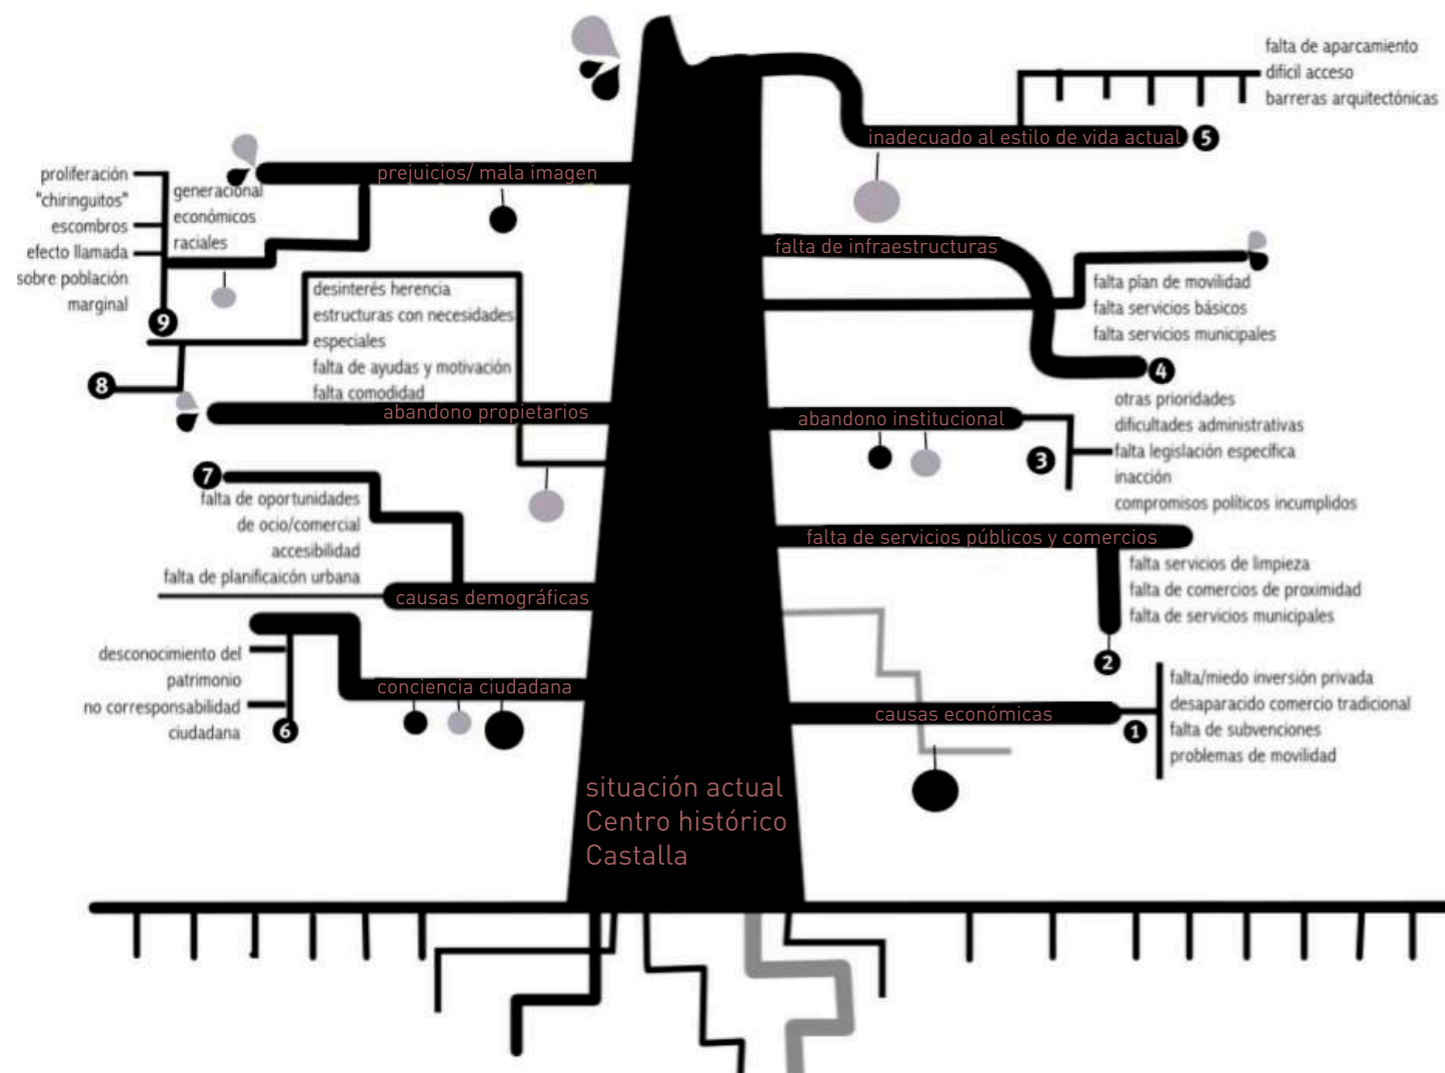 falta de aparcamiento
difícil acceso
barreras arquitectónicas
inadecuado al estilo de vida actual
5
prejuicios/ mala imagen
proliferación
"chiringuitos"
escombros
efecto llamada
sobre población
marginal
9
generacional
económicos
raciales
falta de infraestructuras
falta plan de movilidad
falta servicios básicos
falta servicios municipales
4
desinterés herencia
estructuras con necesidades
especiales
falta de ayudas y motivación
falta comodidad
8
abandono propietarios
abandono institucional
3
otras prioridades
dificultades administrativas
falta legislación específica
inacción
compromisos políticos incumplidos
7
falta de oportunidades
de ocio/comercial
accesibilidad
falta de planificaicón urbana
causas demográficas
falta de servicios públicos y comercios
falta servicios de limpieza
falta de comercios de proximidad
falta de servicios municipales
2
desconocimiento del
patrimonio
no corresponsabilidad
ciudadana
6
conciencia ciudadana
causas económicas
1
falta/miedo inversión privada
desaparacido comercio tradicional
falta de subvenciones
problemas de movilidad
situación actual
Centro histórico
Castalla